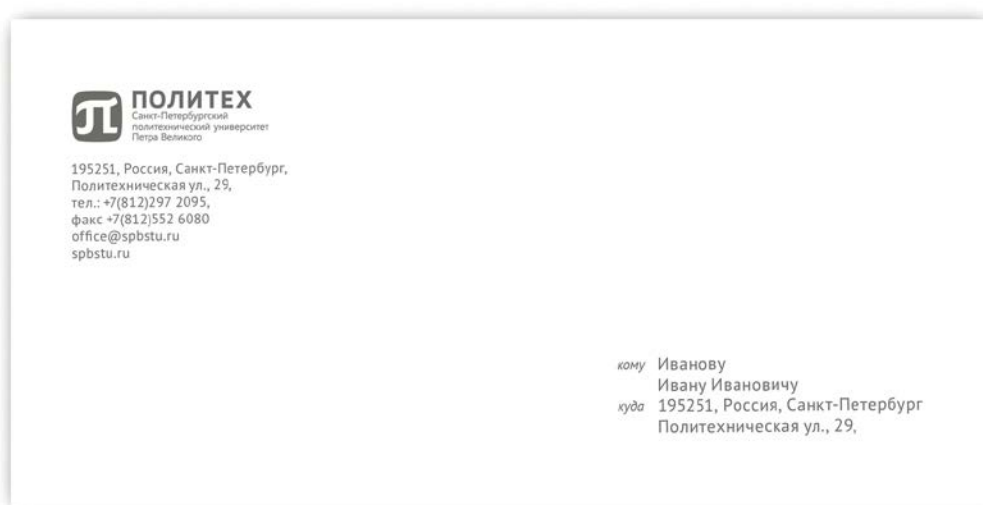 ПОЛИТЕХ
Санкт-Петербургский
политехнический университет
Петра Великого
195251, Россия, Санкт-Петербург,
Политехническая ул., 29,
тел.: +7(812)297 2095,
факс +7(812)552 6080
office@spbstu.ru
spbstu.ru
кому Иванову
Ивану Ивановичу
куда 195251, Россия, Санкт-Петербург
Политехническая ул., 29,